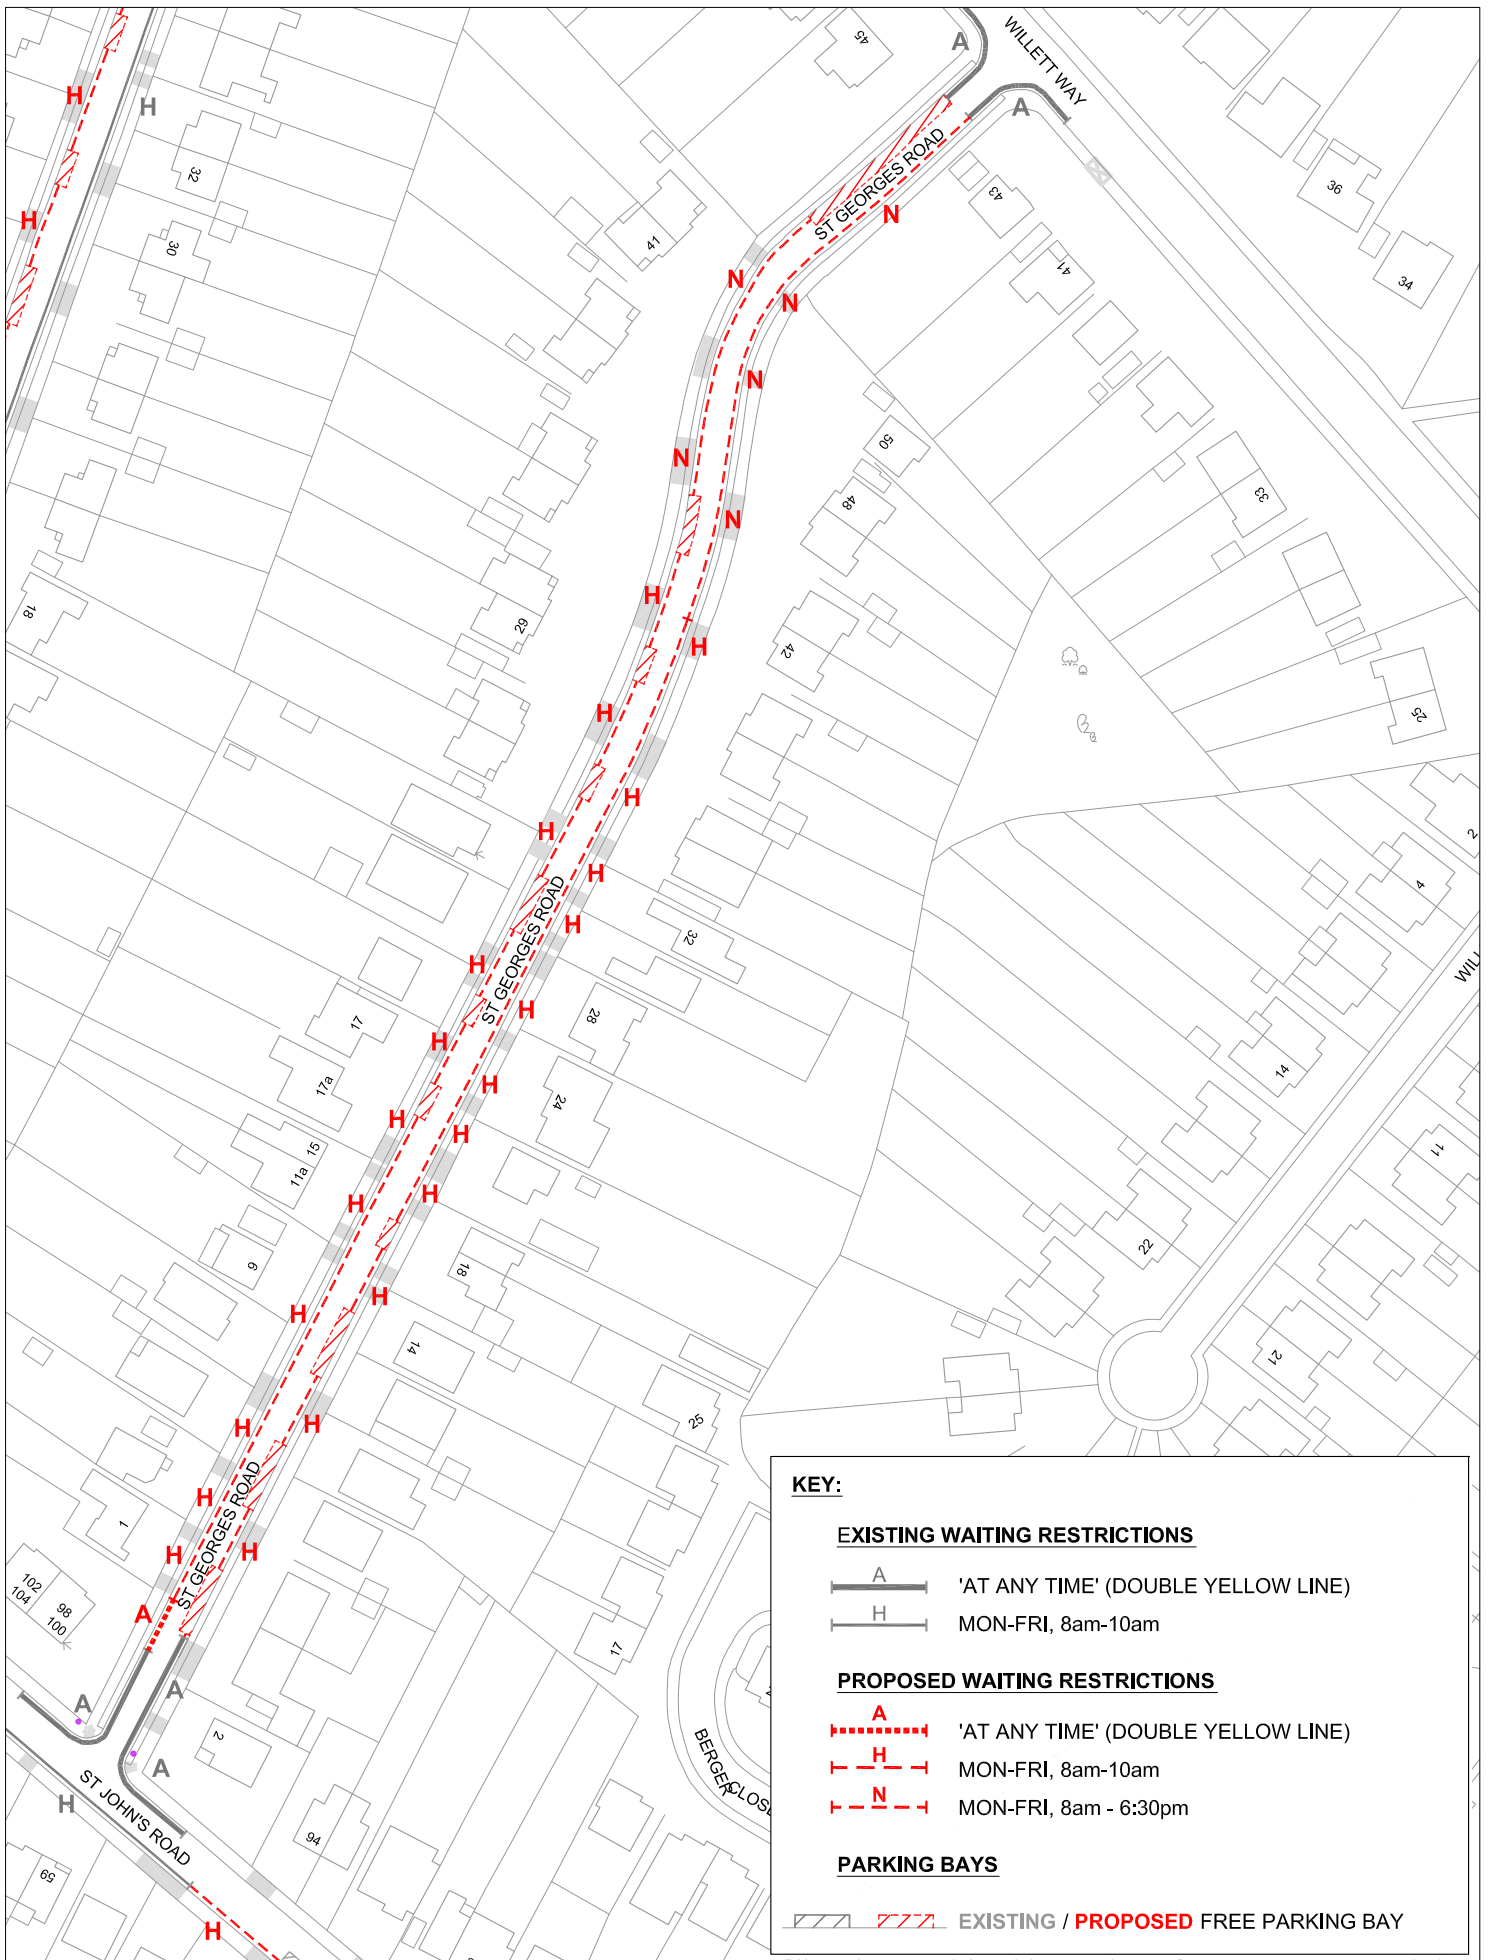 A
WILLETT WAY
45
H
H
A
32
ST GEORGES ROAD
43
36
H
N
30
41
41
34
N
N
N
50
N
48
33
N
18
29
H
42
H
25
H
H
H
2
4
H
32
H
ST GEORGES ROAD
H
WIL
17
28
H
H
14
17a
24
H
H
11
15
11a
H
H
H
22
9
18
H
H
14
21
25
H
H
H
ST GEORGES ROAD
1
H
H
102
104
98
100
A
17
A
A
2
A
BERGER
CLOSE
ST JOHN'S ROAD
H
94
59
H
KEY:
EXISTING WAITING RESTRICTIONS
A 'AT ANY TIME' (DOUBLE YELLOW LINE)
H MON-FRI, 8am-10am
PROPOSED WAITING RESTRICTIONS
A 'AT ANY TIME' (DOUBLE YELLOW LINE)
H MON-FRI, 8am-10am
N MON-FRI, 8am - 6:30pm
PARKING BAYS
EXISTING / PROPOSED FREE PARKING BAY